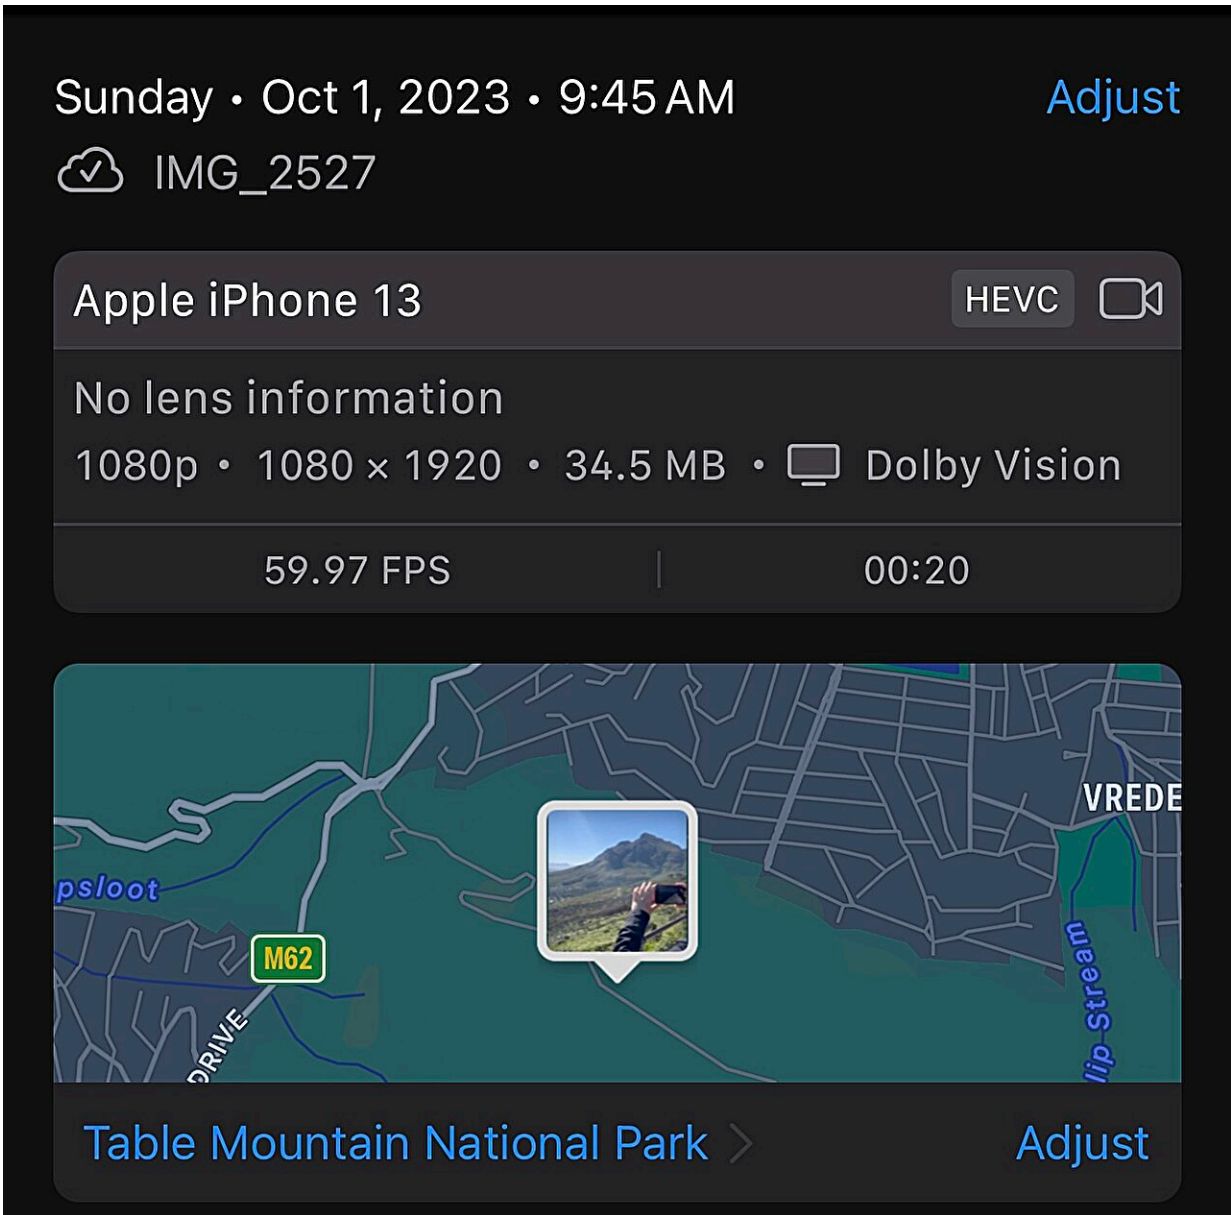 Sunday • Oct 1, 2023 • 9:45 AM
Adjust
IMG_2527
Apple iPhone 13
HEVC
No lens information
1080p • 1080 × 1920 • 34.5 MB • Dolby Vision
59.97 FPS | 00:20
VREDE
psloot
M62
DRIVE
lip Stream
Table Mountain National Park >
Adjust